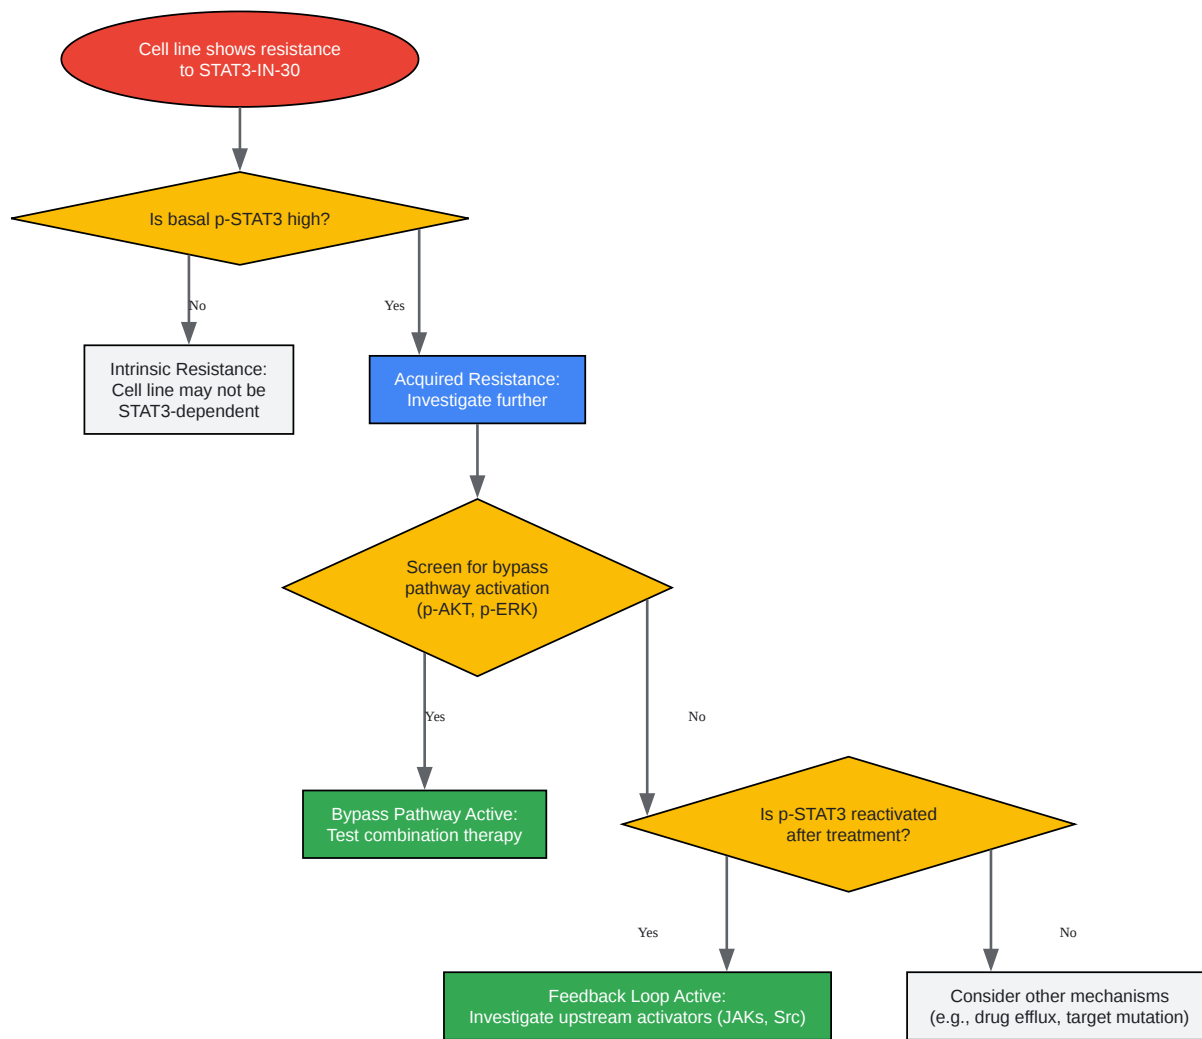 Cell line shows resistance
to STAT3-IN-30
Is basal p-STAT3 high?
No
Yes
Intrinsic Resistance:
Cell line may not be
STAT3-dependent
Acquired Resistance:
Investigate further
Screen for bypass
pathway activation
(p-AKT, p-ERK)
Yes
No
Bypass Pathway Active:
Test combination therapy
Is p-STAT3 reactivated
after treatment?
Yes
No
Feedback Loop Active:
Investigate upstream activators (JAKs, Src)
Consider other mechanisms
(e.g., drug efflux, target mutation)